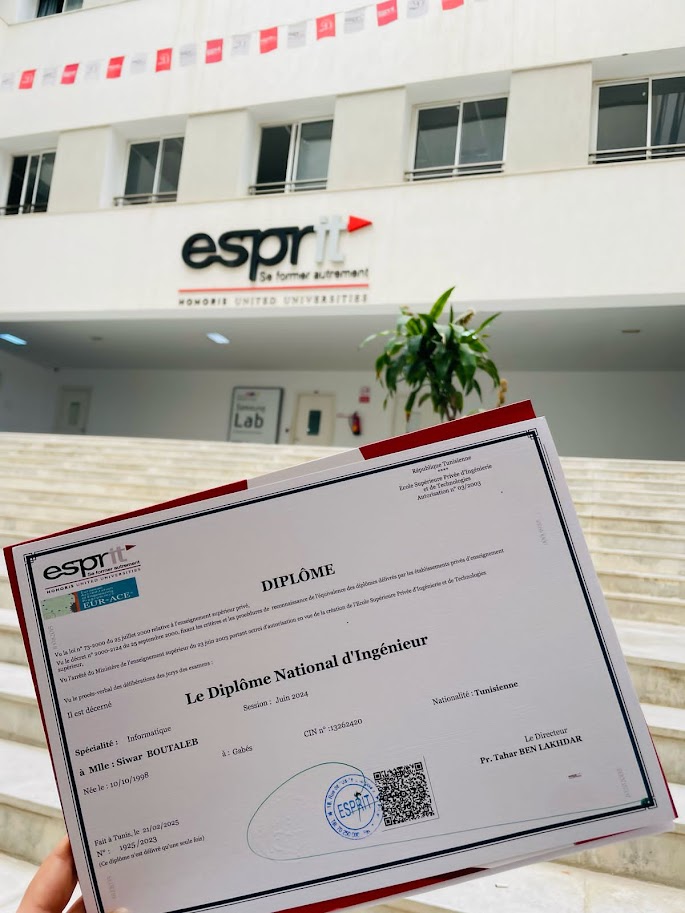 esprit
Se former autrement
HONORIS UNITED UNIVERSITIES
Samsung
Lab
République Tunisienne
****
Ecole Supérieure Privée d'Ingénierie
et de Technologies
Autorisation n° 03/2003
esprit
Se former autrement
HONORIS UNITED UNIVERSITIES
EUR-ACE®
DIPLÔME
Vu la loi n° 73-2000 du 25 juillet 2000 relative à l'enseignement supérieur privé.
Vu le décret n° 2000-2124 du 25 septembre 2000, fixant les critères et les procédures de reconnaissance de l'équivalence des diplômes délivrés par les établissements privés d'enseignement
supérieur.
Vu l'arrêté du Ministère de l'enseignement supérieur du 23 juin 2003 portant octroi d'autorisation en vue de la création de l'Ecole Supérieure Privée d'Ingénierie et de Technologies
Vu le procès-verbal des délibérations des jurys des examens :
Il est décerné
Le Diplôme National d'Ingénieur
Session : Juin 2024
Spécialité : Informatique
Nationalité : Tunisienne
à Mlle : Siwar BOUTALEB
CIN n° :13262420
Née le : 10/10/1998
à : Gabés
Le Directeur
Pr. Tahar BEN LAKHDAR
ESPRIT
Fait à Tunis, le 21/02/2025
N° : 1925 /2023
(Ce diplôme n'est délivré qu'une seule fois)